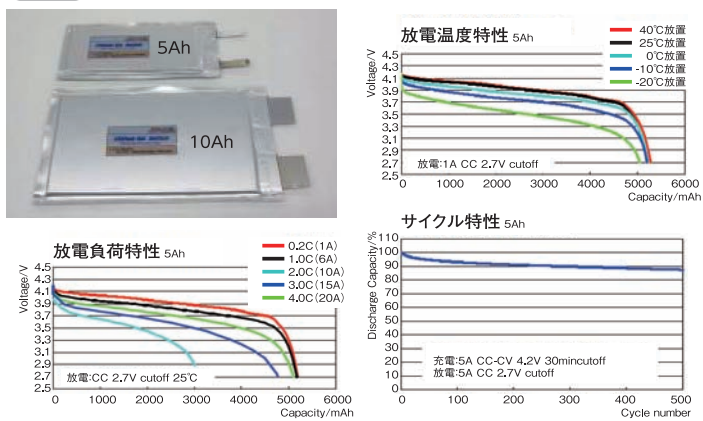 5Ah
10Ah
放電温度特性 5Ah
40℃放置
25℃放置
0℃放置
-10℃放置
-20℃放置
Voltage/V
4.5
4.3
4.1
3.9
3.7
3.5
3.3
3.1
2.9
2.7
2.5
放電:1A CC 2.7V cutoff
0 1000 2000 3000 4000 5000 6000
Capacity/mAh
放電負荷特性 5Ah
0.2C(1A)
1.0C(6A)
2.0C(10A)
3.0C(15A)
4.0C(20A)
Voltage/V
4.5
4.3
4.1
3.9
3.7
3.5
3.3
3.1
2.9
2.7
2.5
放電:CC 2.7V cutoff 25℃
0 1000 2000 3000 4000 5000 6000
Capacity/mAh
サイクル特性 5Ah
Discharge Capacity/%
110
100
90
80
70
60
50
40
30
20
10
0
充電:5A CC-CV 4.2V 30mincutoff
放電:5A CC 2.7V cutoff
0 100 200 300 400 500
Cycle number